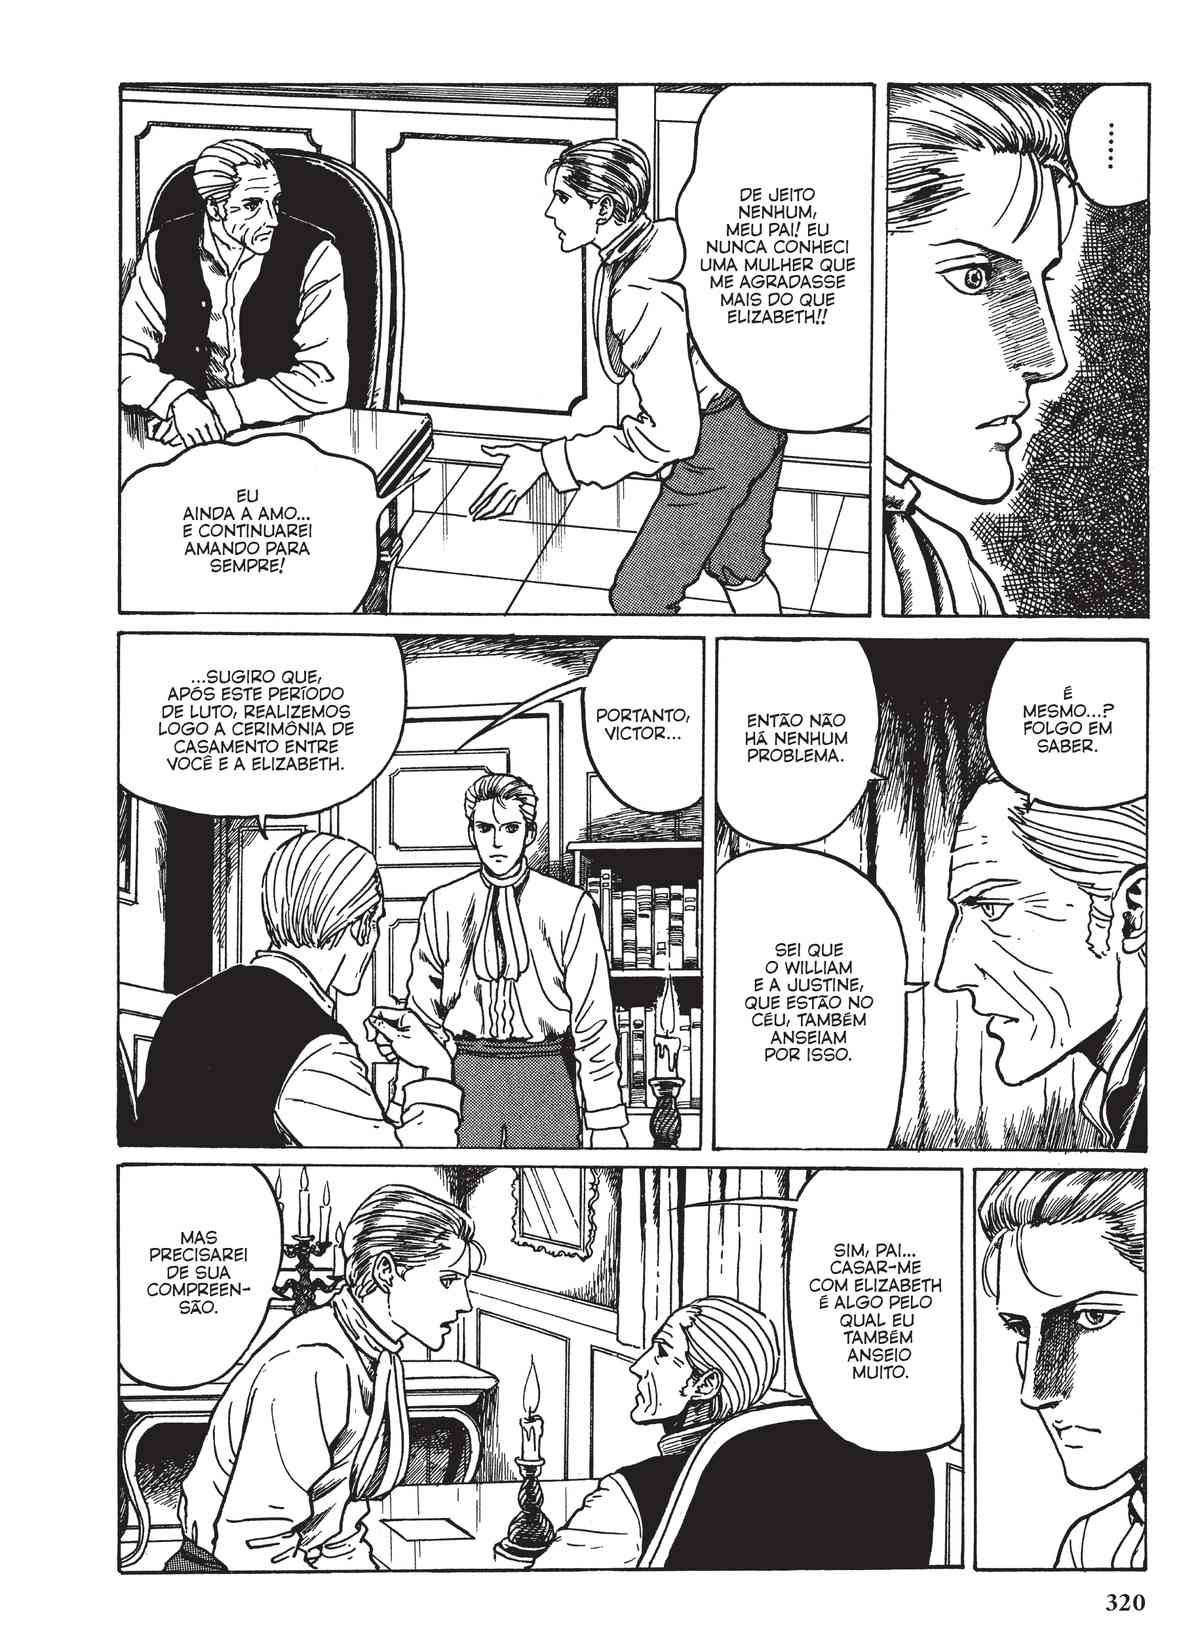 ........
DE JEITO
NENHUM,
MEU PAI! EU
NUNCA CONHECI
UMA MULHER QUE
ME AGRADASSE
MAIS DO QUE
ELIZABETH!!
EU
AINDA A AMO...
E CONTINUAREI
AMANDO PARA
SEMPRE!
É
MESMO...?
FOLGO EM
SABER.
ENTÃO NÃO
HÁ NENHUM
PROBLEMA.
SEI QUE
O WILLIAM
E A JUSTINE,
QUE ESTÃO NO
CÉU, TAMBÉM
ANSEIAM
POR ISSO.
PORTANTO,
VICTOR...
...SUGIRO QUE,
APÓS ESTE PERÍODO
DE LUTO, REALIZEMOS
LOGO A CERIMÔNIA DE
CASAMENTO ENTRE
VOCÊ E A ELIZABETH.
SIM, PAI...
CASAR-ME
COM ELIZABETH
É ALGO PELO
QUAL EU
TAMBÉM
ANSEIO
MUITO.
MAS
PRECISAREI
DE SUA
COMPREEN-
SÃO.
320